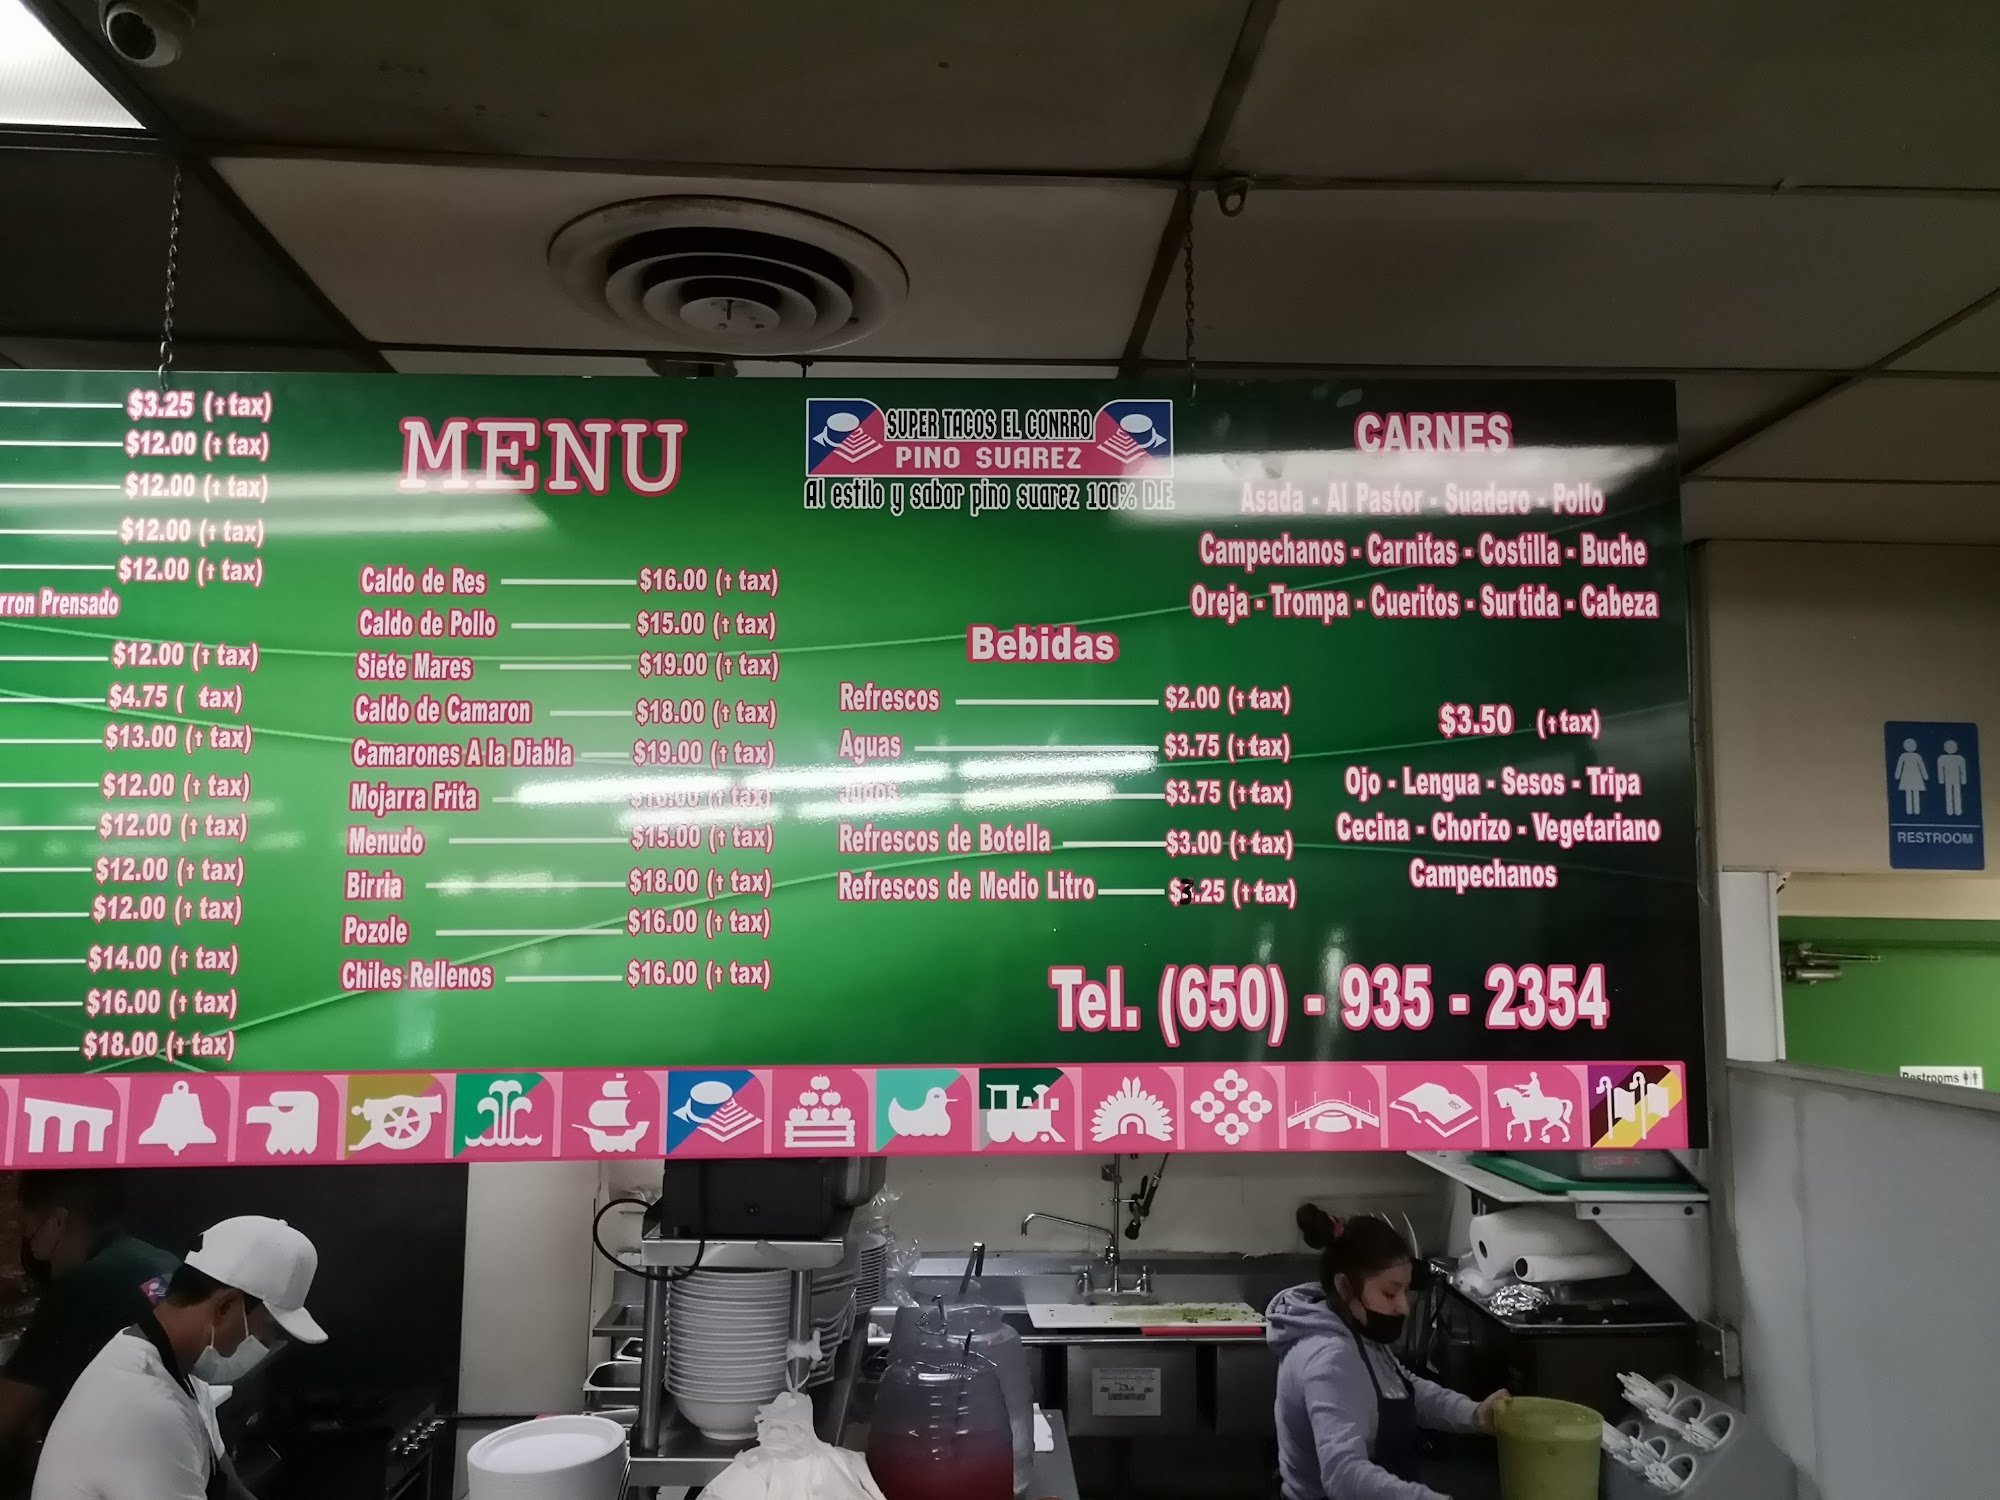 $3.25 (+tax)
$12.00 (+ tax)
$12.00 (+ tax)
$12.00 (+ tax)
$12.00 (+ tax)
Prensado
$12.00 (+ tax)
$4.75 ( tax)
$13.00 (+ tax)
$12.00 (+ tax)
$12.00 (+ tax)
$12.00 (+ tax)
$12.00 (+ tax)
$14.00 (+ tax)
$16.00 (+ tax)
$18.00 (+ tax)
MENU
Caldo de Res $16.00 (+ tax)
Caldo de Pollo $15.00 (+ tax)
Siete Mares $19.00 (+ tax)
Caldo de Camaron $18.00 (+ tax)
Camarones A la Diabla $19.00 (+ tax)
Mojarra Frita (+ tax)
Menudo $15.00 (+ tax)
Birria $18.00 (+ tax)
Pozole $16.00 (+ tax)
Chiles Rellenos $16.00 (+ tax)
SUPER TACOS EL CONRRO
PINO SUAREZ
Al estilo y sabor pino suarez 100% D.F.
Bebidas
Refrescos $2.00 (+tax)
Aguas $3.75 (+tax)
Jugos $3.75 (+tax)
Refrescos de Botella $3.00 (+tax)
Refrescos de Medio Litro $3.25 (+tax)
CARNES
Asada - Al Pastor - Suadero - Pollo
Campechanos - Carnitas - Costilla - Buche
Oreja - Trompa - Cueritos - Surtida - Cabeza
$3.50 (+tax)
Ojo - Lengua - Sesos - Tripa
Cecina - Chorizo - Vegetariano
Campechanos
Tel. (650) - 935 - 2354
RESTROOM
Restrooms